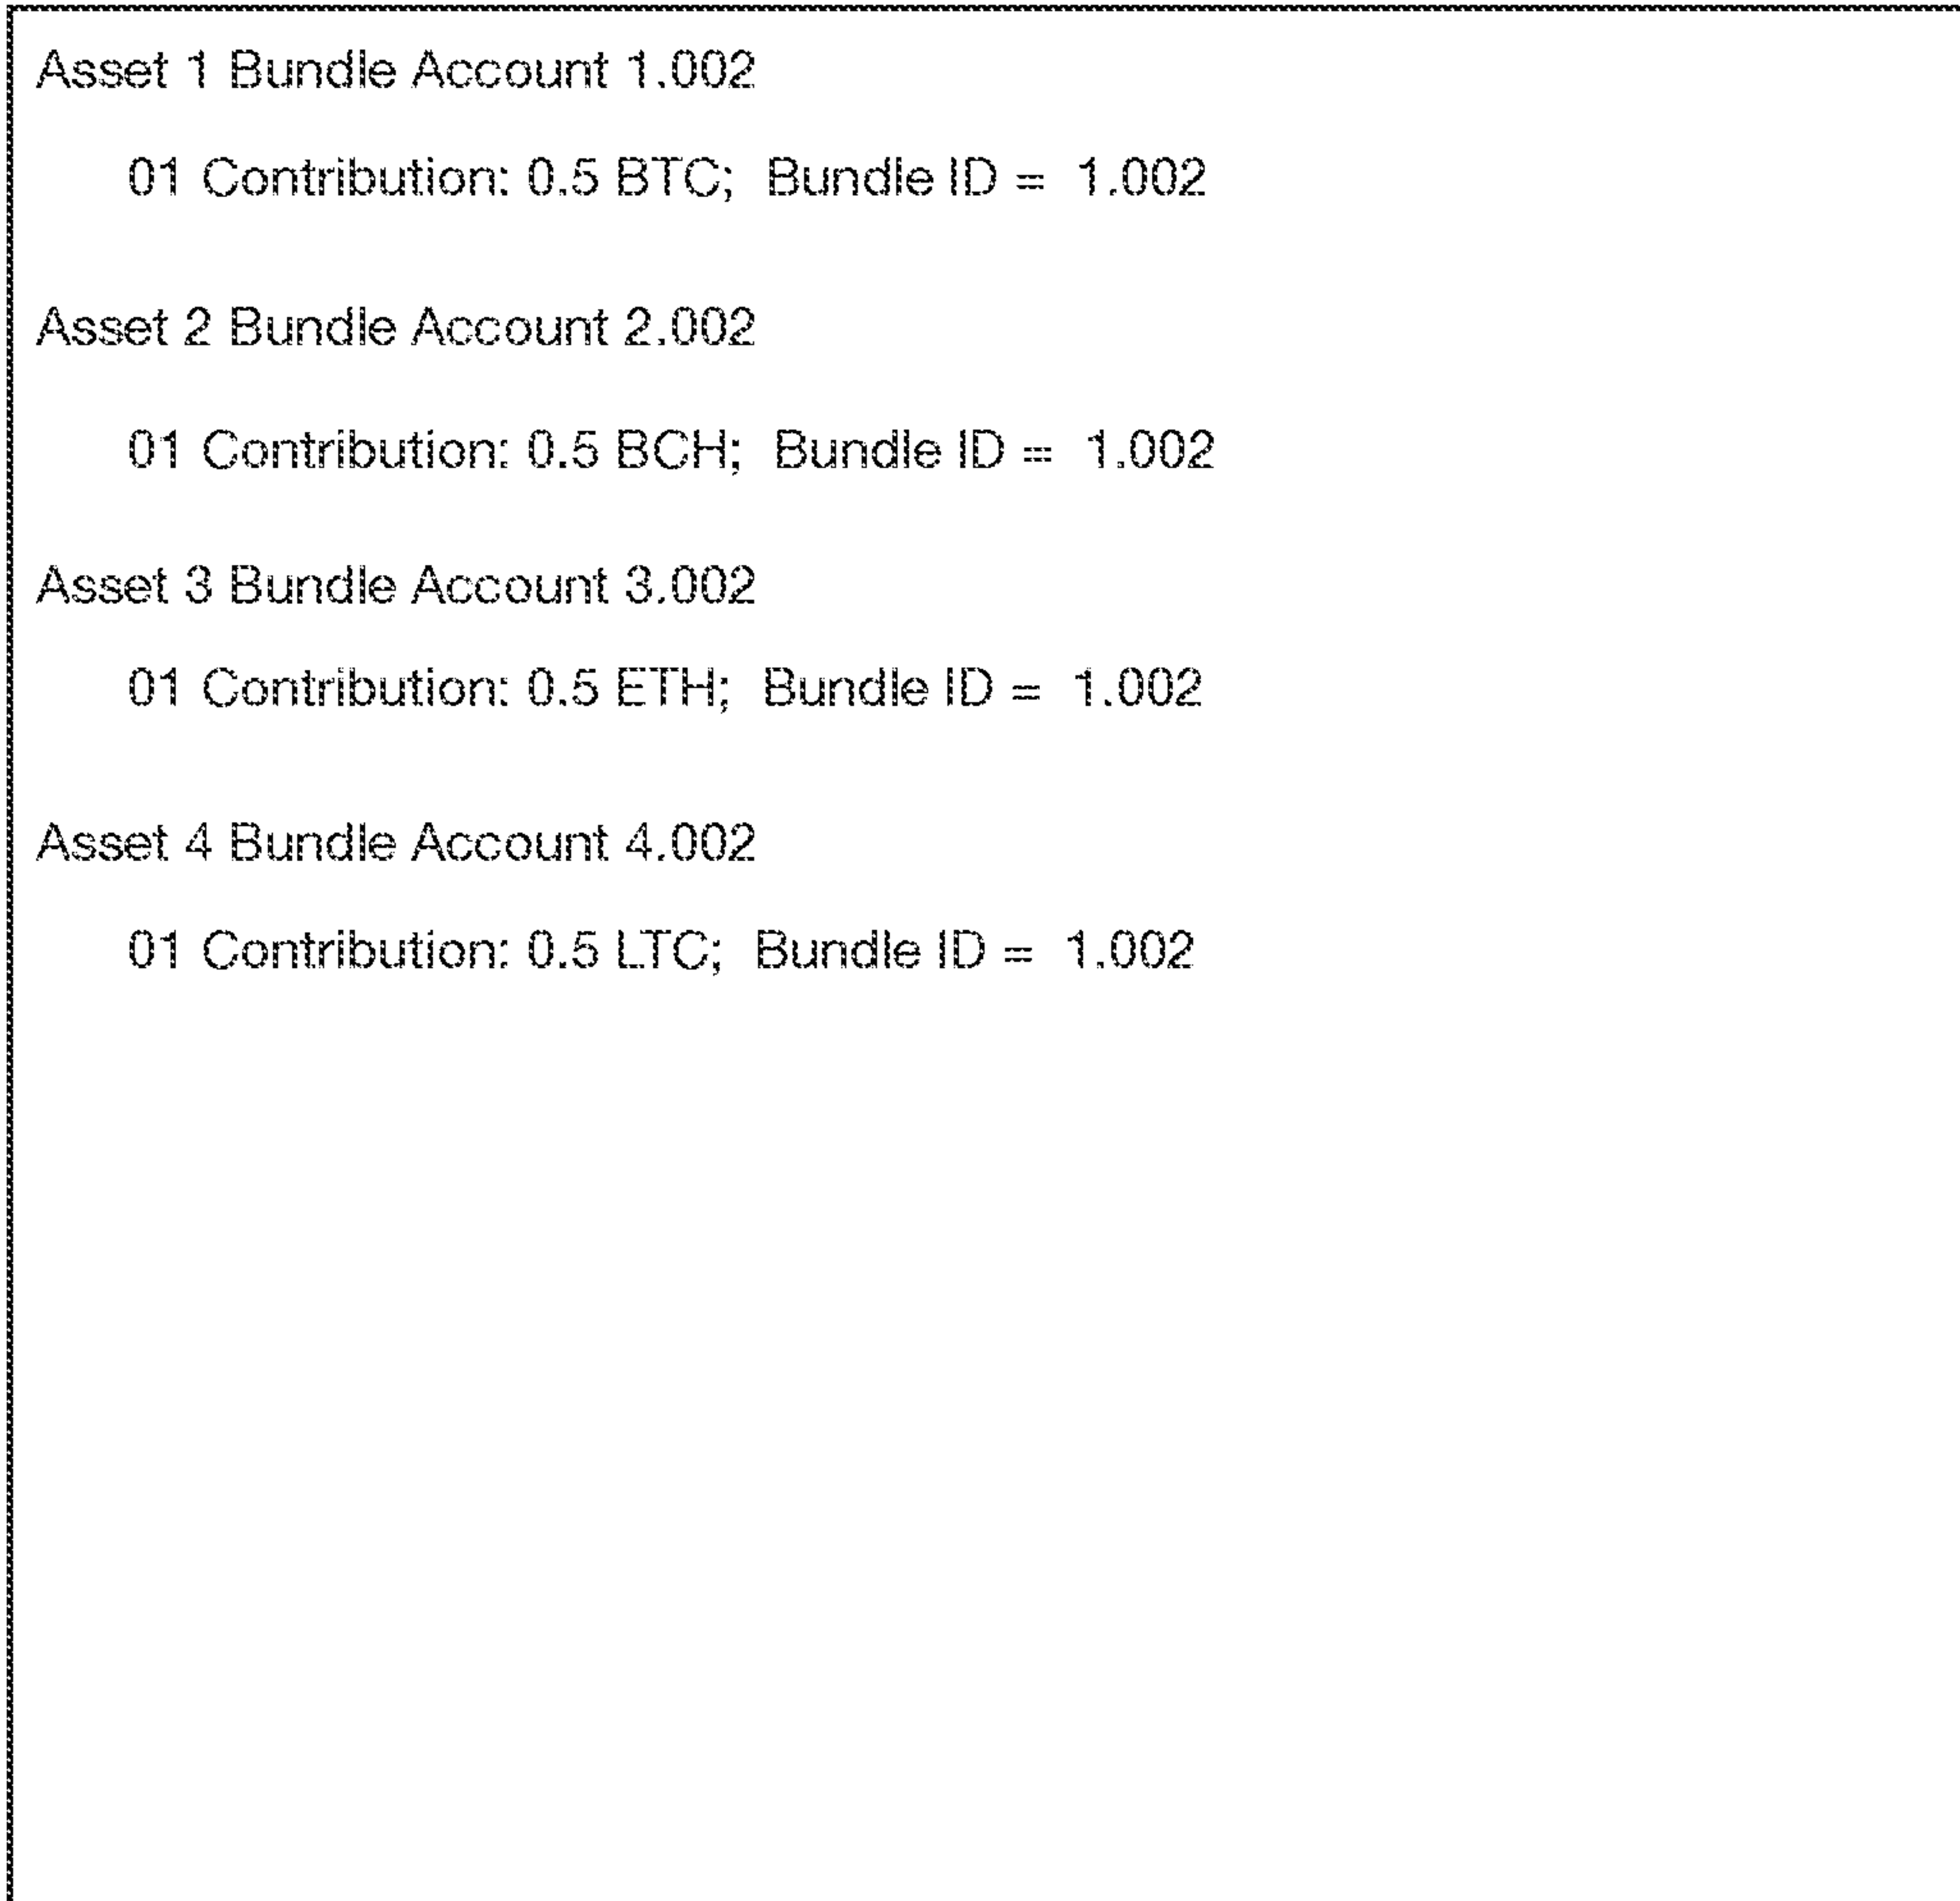 Asset 1 Bundle Account 1.002
01 Contribution: 0.5 BTC;  Bundle ID =  1.002
Asset 2 Bundle Account 2.002
01 Contribution: 0.5 BCH;  Bundle ID =  1.002
Asset 3 Bundle Account 3.002
01 Contribution: 0.5 ETH;  Bundle ID =  1.002
Asset 4 Bundle Account 4.002
01 Contribution: 0.5 LTC;  Bundle ID =  1.002